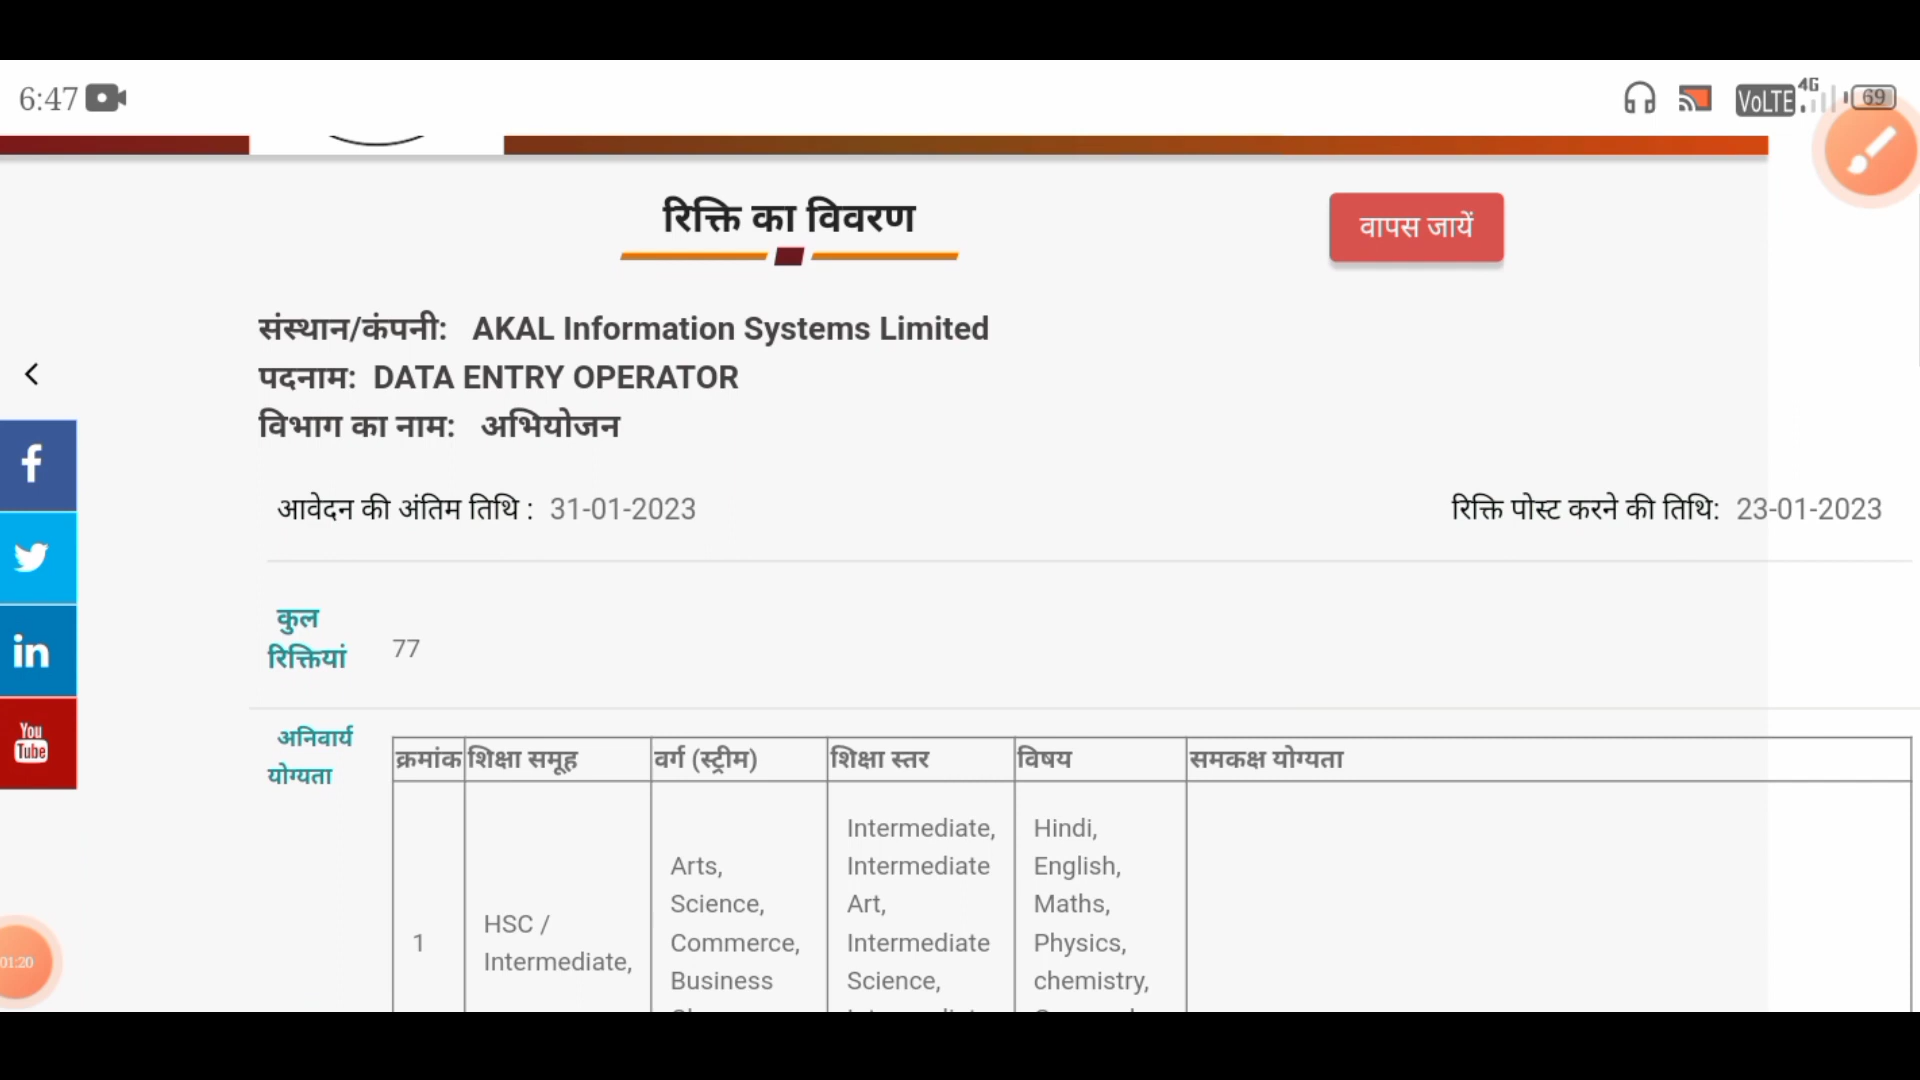 6:47
4G
VoLTE
69
रिक्ति का विवरण
वापस जायें
संस्थान/कंपनी: AKAL Information Systems Limited
पदनाम: DATA ENTRY OPERATOR
विभाग का नाम: अभियोजन
आवेदन की अंतिम तिथि : 31-01-2023
रिक्ति पोस्ट करने की तिथि: 23-01-2023
कुल
रिक्तियां
77
अनिवार्य
योग्यता
क्रमांक शिक्षा समूह वर्ग (स्ट्रीम) शिक्षा स्तर विषय समकक्ष योग्यता
1
HSC /
Intermediate,
Arts,
Science,
Commerce,
Business
Intermediate,
Intermediate
Art,
Intermediate
Science,
Hindi,
English,
Maths,
Physics,
chemistry,
f
in
You
Tube
01:20